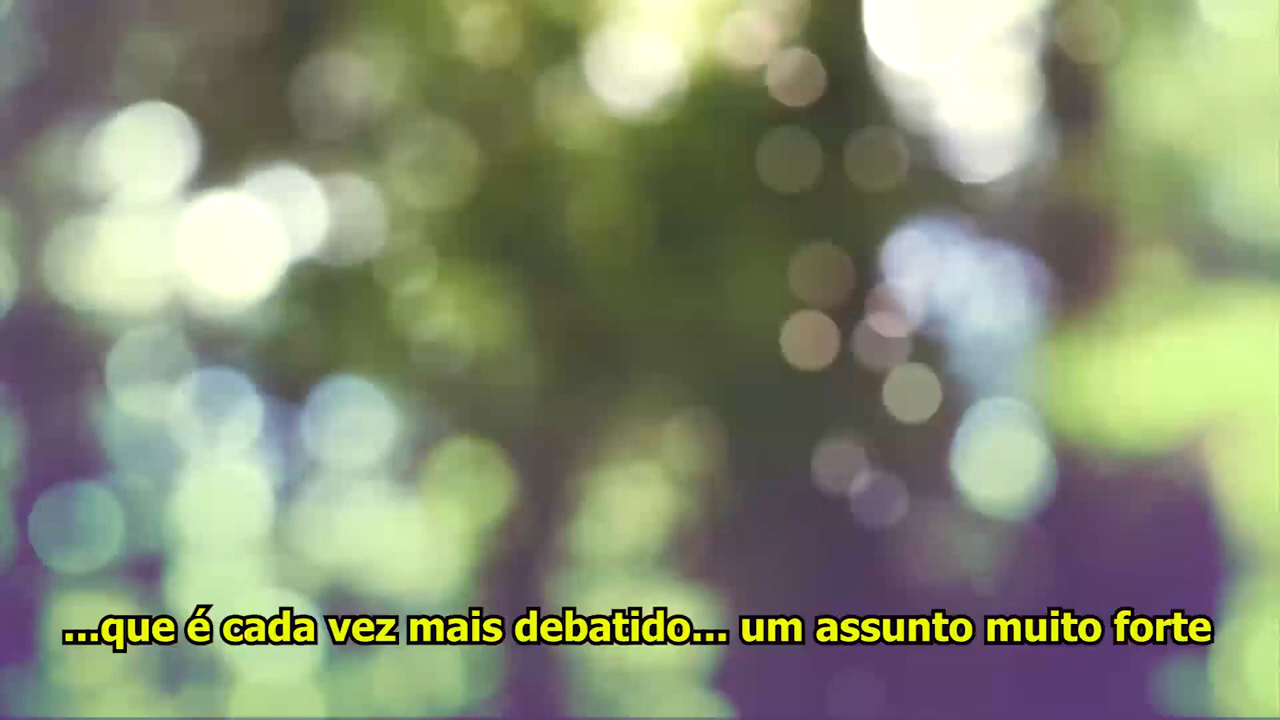 ...que é cada vez mais debatido... um assunto muito forte